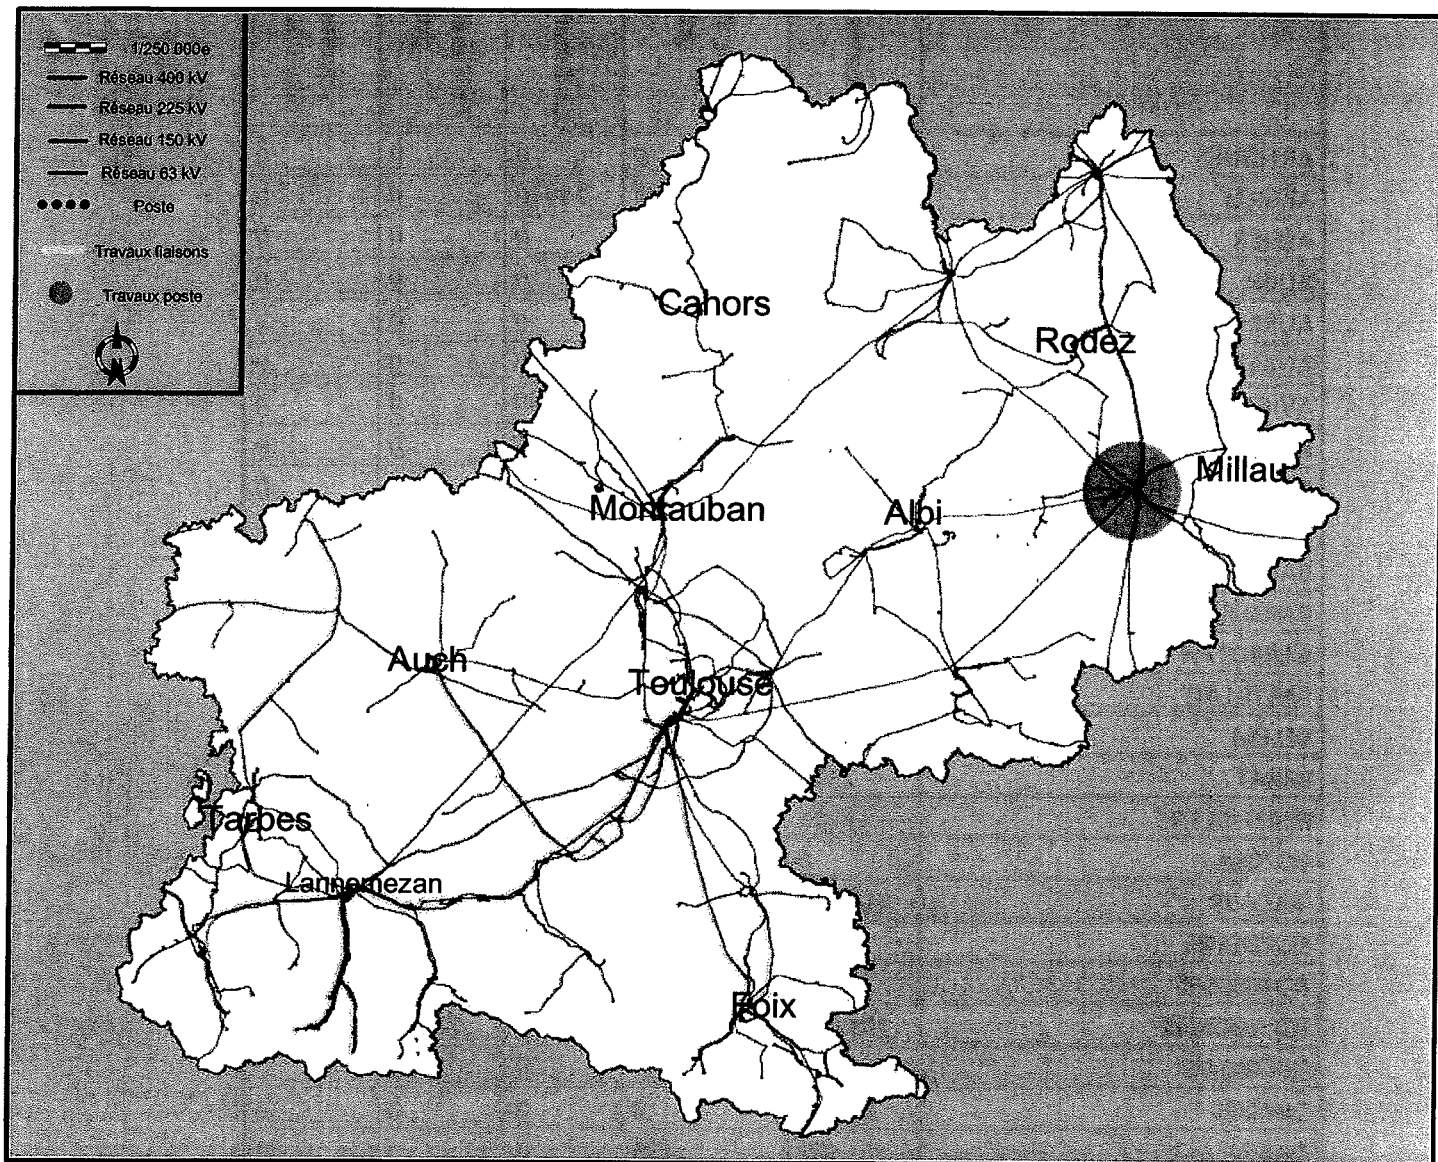 1/250 000e
Réseau 400 kV
Réseau 225 kV
Réseau 150 kV
Réseau 63 kV
Poste
Travaux liaisons
Travaux poste
Cahors
Rodez
Millau
Montauban
Albi
Auch
Toulouse
Tarbes
Lannemezan
Foix